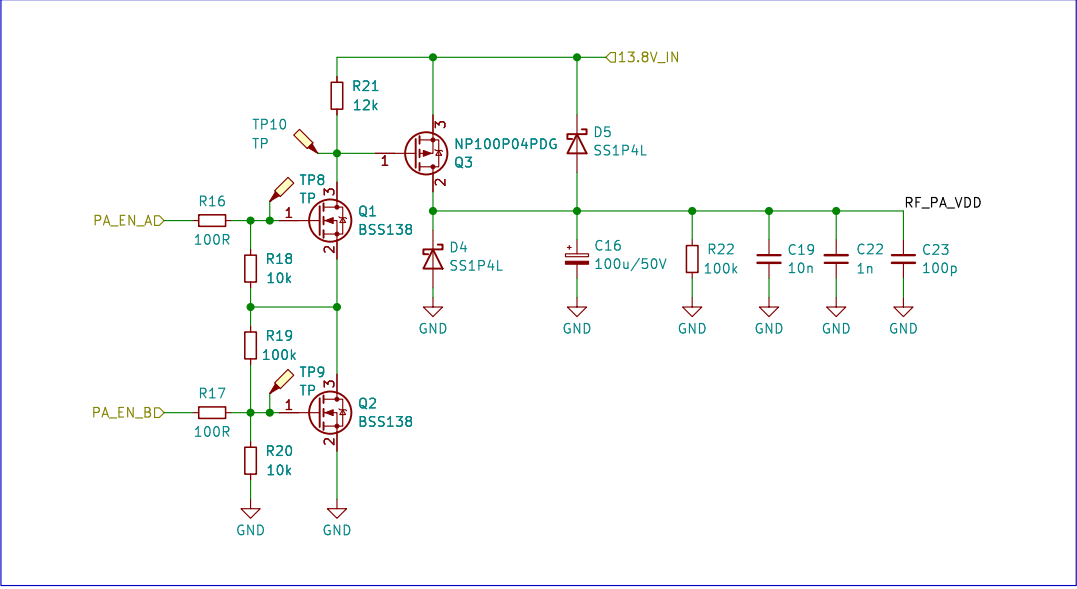 13.8V_IN
R21
12k
TP10
TP
3
NP100P04PDG
Q3
1
2
D5
SS1P4L
TP8
TP
3
R16
PA_EN_A
100R
1
Q1
BSS138
2
RF_PA_VDD
R18
10k
D4
SS1P4L
+
C16
100u/50V
R22
100k
C19
10n
C22
1n
C23
100p
GND
GND
GND
GND
GND
GND
R19
100k
TP9
TP
3
R17
PA_EN_B
100R
1
Q2
BSS138
2
R20
10k
GND
GND